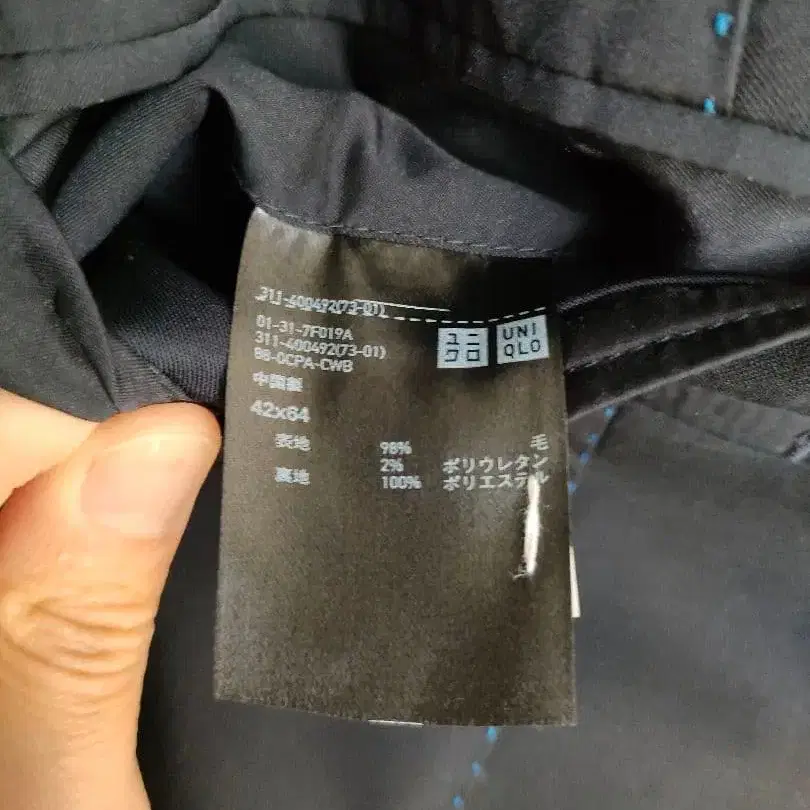 311-400492(73-01)
01-31-7F019A
311-400492(73-01)
88-0CPA-CWB
中国製
42x64
ユニ
クロ
UNI
QLO
表地 98% 毛
2% ポリウレタン
裏地 100% ポリエステル